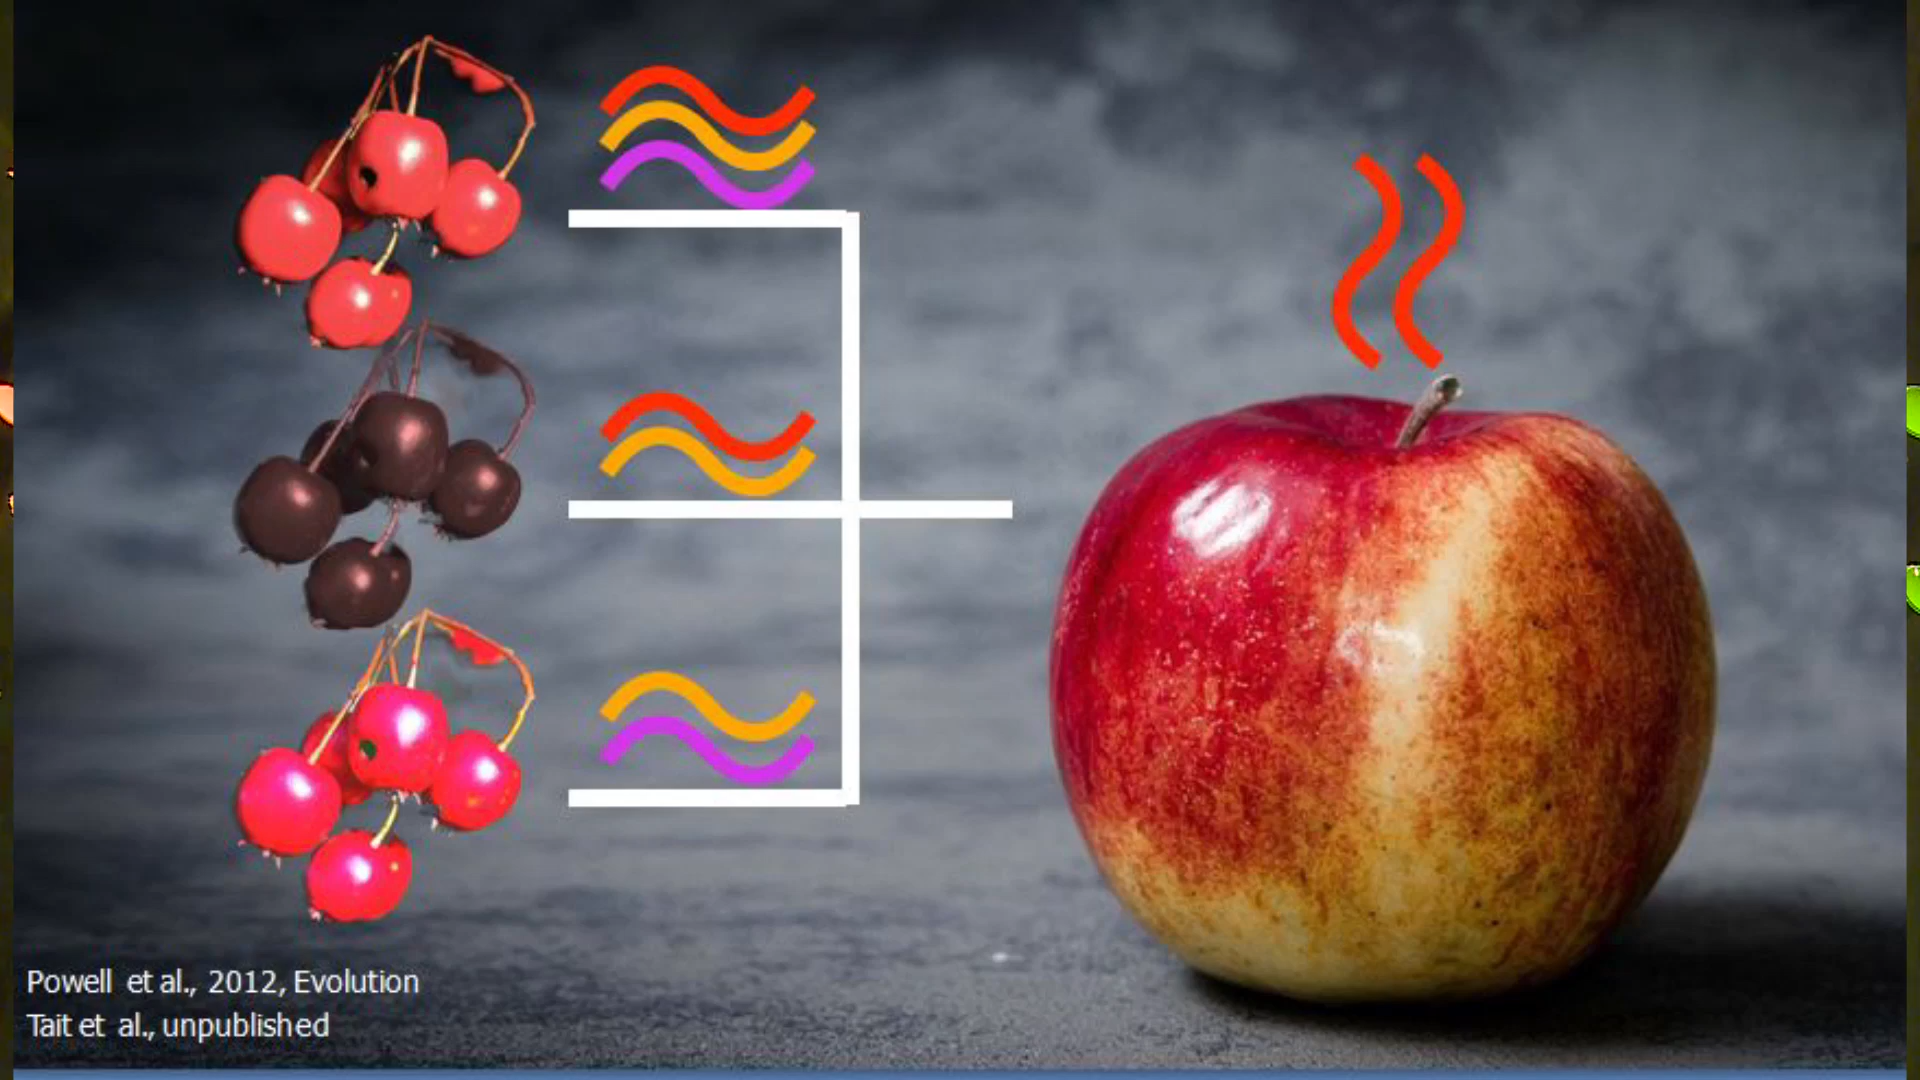 Powell et al., 2012, Evolution
Tait et al., unpublished